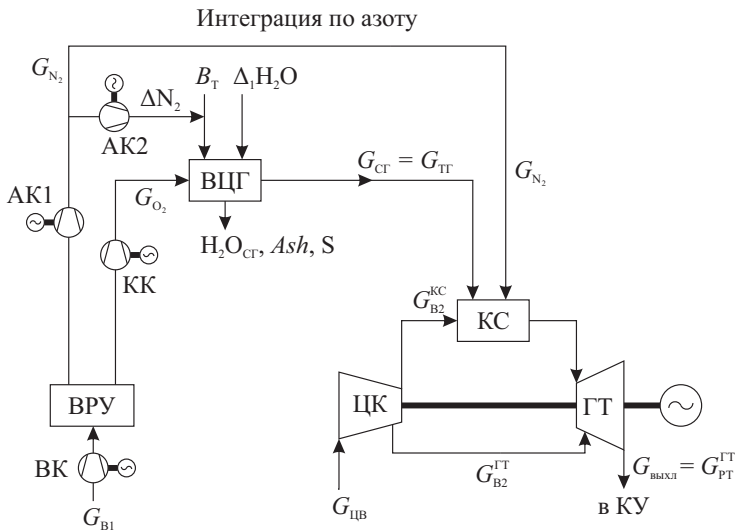 Интеграция по азоту
G_N₂
ΔN₂
B_Т
Δ₁H₂O
АК2
G_СГ = G_ТГ
G_N₂
ВЦГ
АК1
G_O₂
H₂O_СГ, Ash, S
КК
G_В2^КС
КС
ВРУ
ЦК
ГТ
ВК
G_В2^ГТ
G_выхл = G_РТ^ГТ
G_В1
G_ЦВ
в КУ